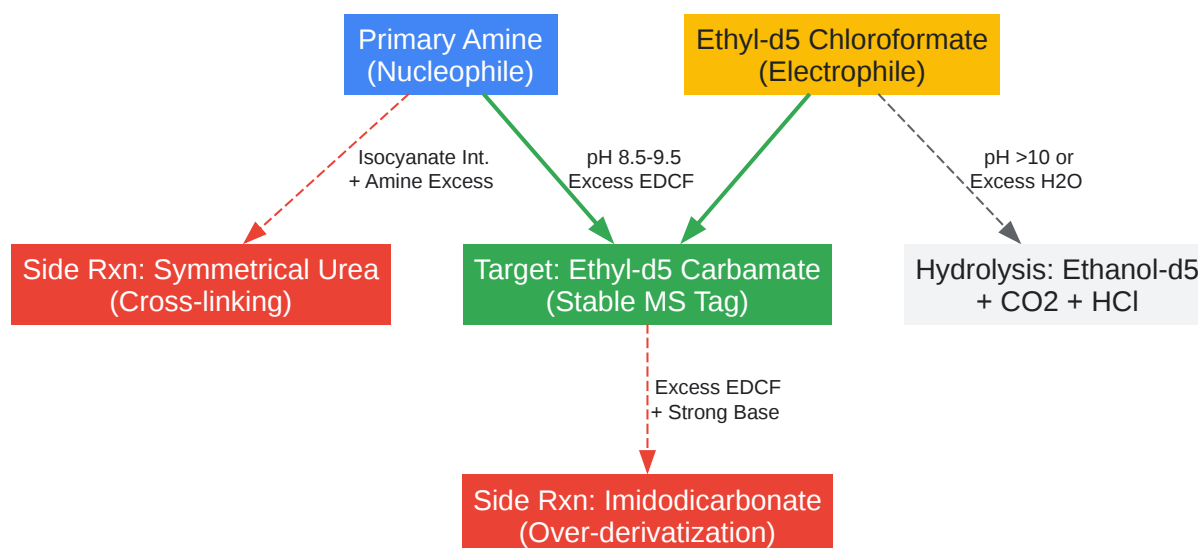 Primary Amine
(Nucleophile)
Ethyl-d5 Chloroformate
(Electrophile)
Isocyanate Int.
+ Amine Excess
pH 8.5-9.5
Excess EDCF
pH >10 or
Excess H2O
Side Rxn: Symmetrical Urea
(Cross-linking)
Target: Ethyl-d5 Carbamate
(Stable MS Tag)
Hydrolysis: Ethanol-d5
+ CO2 + HCl
Excess EDCF
+ Strong Base
Side Rxn: Imidodicarbonate
(Over-derivatization)